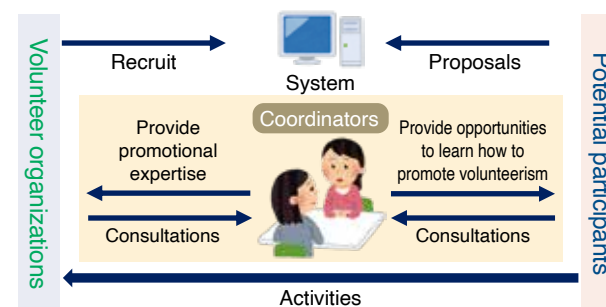 Volunteer organizations
Recruit
System
Proposals
Potential participants
Coordinators
Provide
promotional
expertise
Provide opportunities
to learn how to
promote volunteerism
Consultations
Consultations
Activities